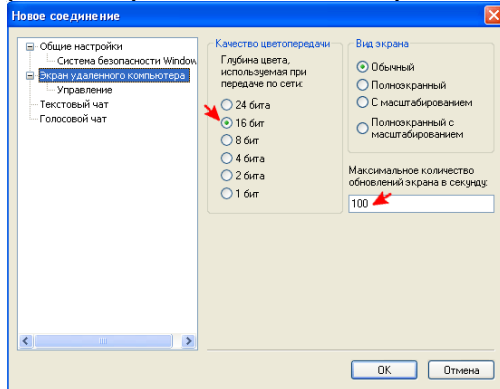 Новое соединение
Общие настройки
Система безопасности Window
Экран удаленного компьютера
Управление
Текстовый чат
Голосовой чат
Качество цветопередачи
Глубина цвета,
используемая при
передаче по сети:
24 бита
16 бит
8 бит
4 бита
2 бита
1 бит
Вид экрана
Обычный
Полноэкранный
С масштабированием
Полноэкранный с
масштабированием
Максимальное количество
обновлений экрана в секунду:
100
OK
Отмена